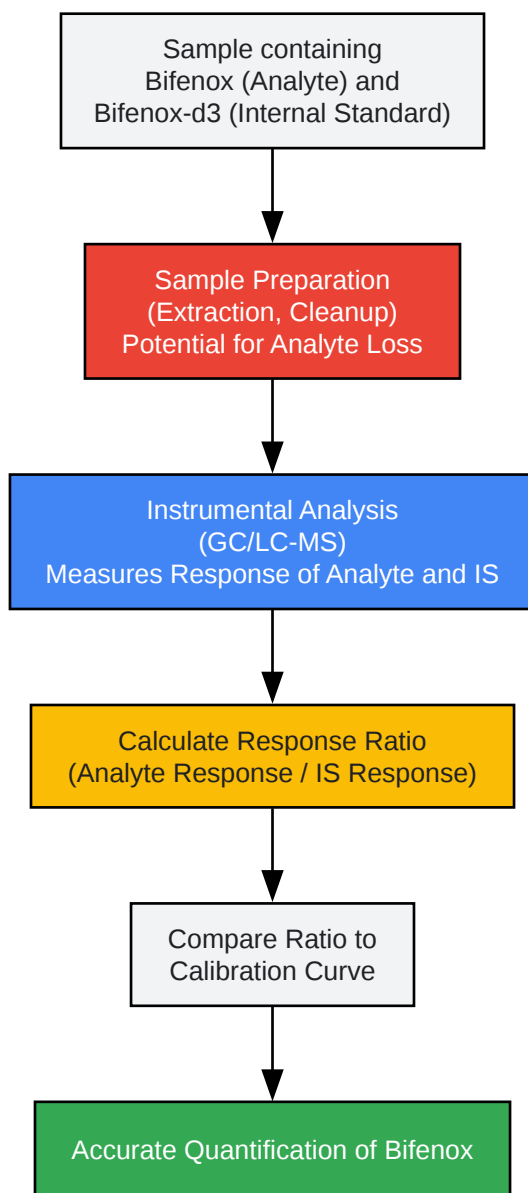 Sample containing
Bifenox (Analyte) and
Bifenox-d3 (Internal Standard)
Sample Preparation
(Extraction, Cleanup)
Potential for Analyte Loss
Instrumental Analysis
(GC/LC-MS)
Measures Response of Analyte and IS
Calculate Response Ratio
(Analyte Response / IS Response)
Compare Ratio to
Calibration Curve
Accurate Quantification of Bifenox